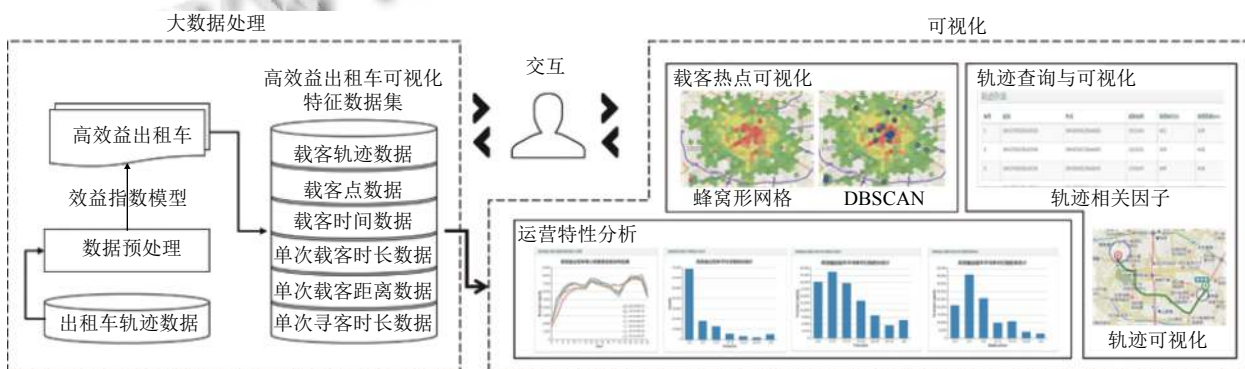 大数据处理
可视化
高效益出租车可视化
特征数据集
高效益出租车
效益指数模型
数据预处理
出租车轨迹数据
载客轨迹数据
载客点数据
载客时间数据
单次载客时长数据
单次载客距离数据
单次寻客时长数据
交互
载客热点可视化
蜂窝形网格
DBSCAN
轨迹查询与可视化
轨迹相关因子
轨迹可视化
运营特性分析